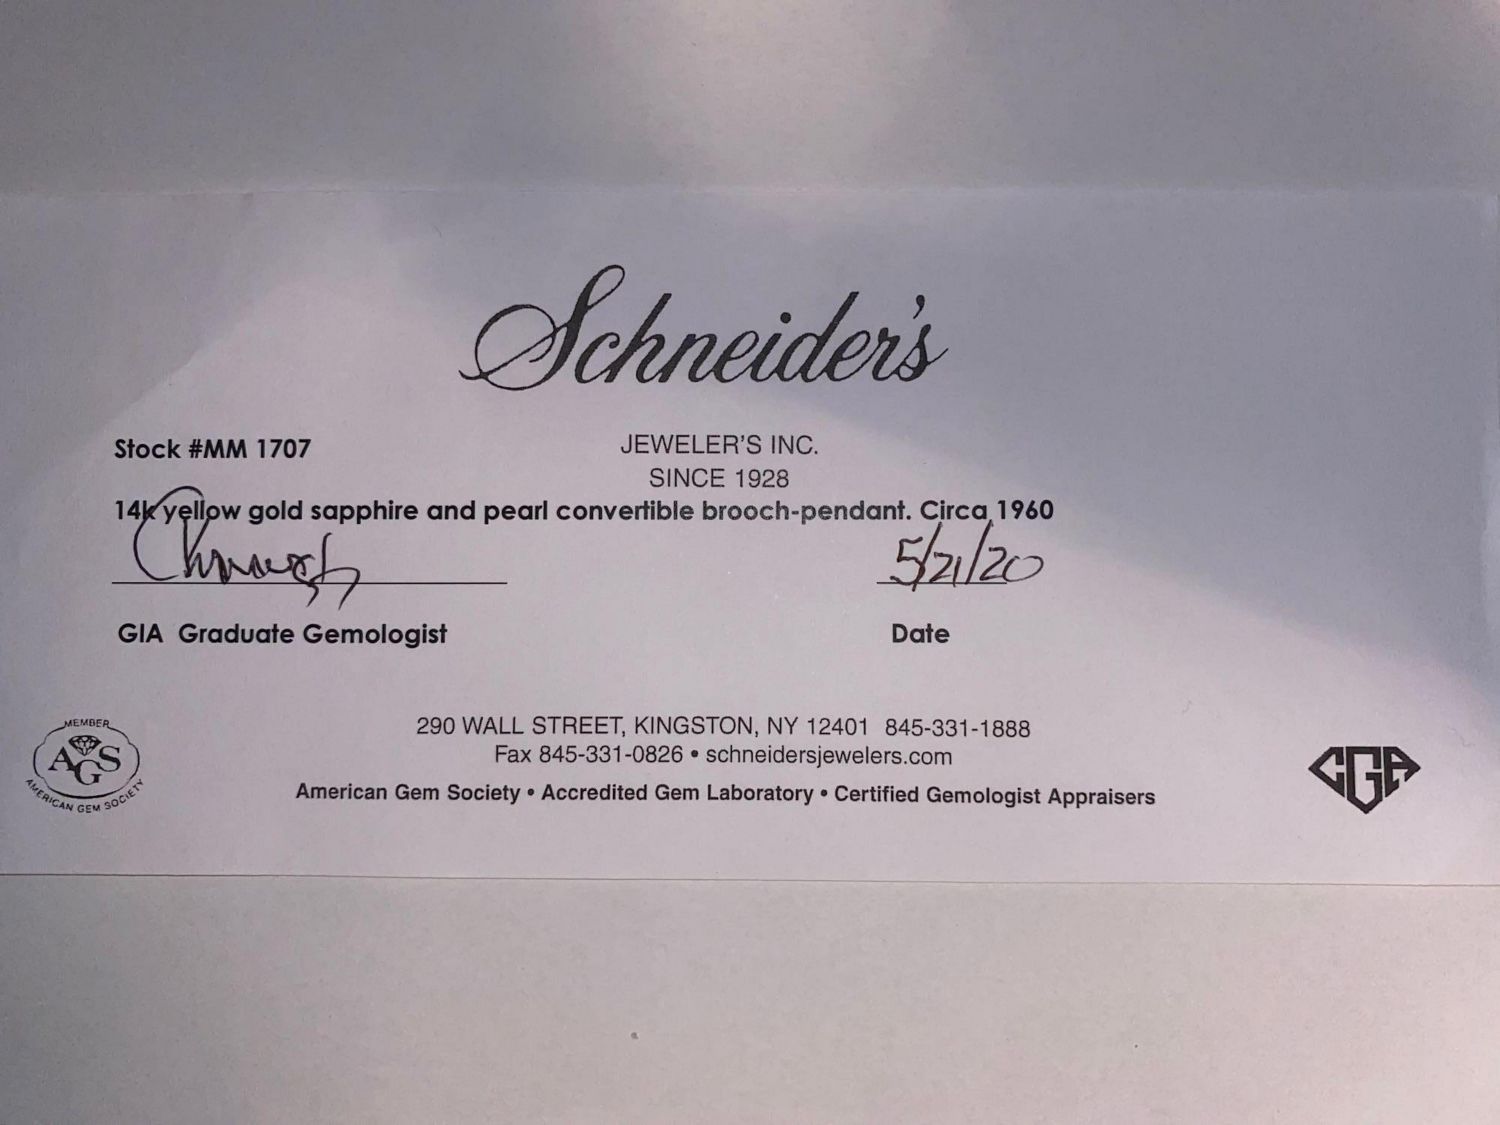 Schneider's
JEWELER'S INC.
SINCE 1928
Stock #MM 1707
14k yellow gold sapphire and pearl convertible brooch-pendant. Circa 1960
5/21/20
GIA Graduate Gemologist
Date
290 WALL STREET, KINGSTON, NY 12401 845-331-1888
Fax 845-331-0826 • schneidersjewelers.com
American Gem Society • Accredited Gem Laboratory • Certified Gemologist Appraisers
MEMBER
AGS
AMERICAN GEM SOCIETY
CGA